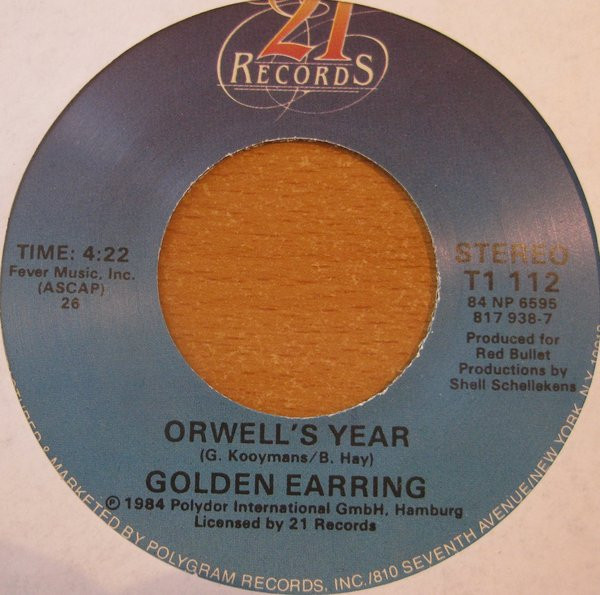 21
RECORDS
TIME: 4:22
Fever Music, Inc.
(ASCAP)
26
STEREO
T1 112
84 NP 6595
817 938-7
Produced for
Red Bullet
Productions by
Shell Schellekens
ORWELL'S YEAR
(G. Kooymans/B. Hay)
GOLDEN EARRING
℗ 1984 Polydor International GmbH, Hamburg
Licensed by 21 Records
& MARKETED BY POLYGRAM RECORDS, INC./810 SEVENTH AVENUE/NEW YORK, N.Y.